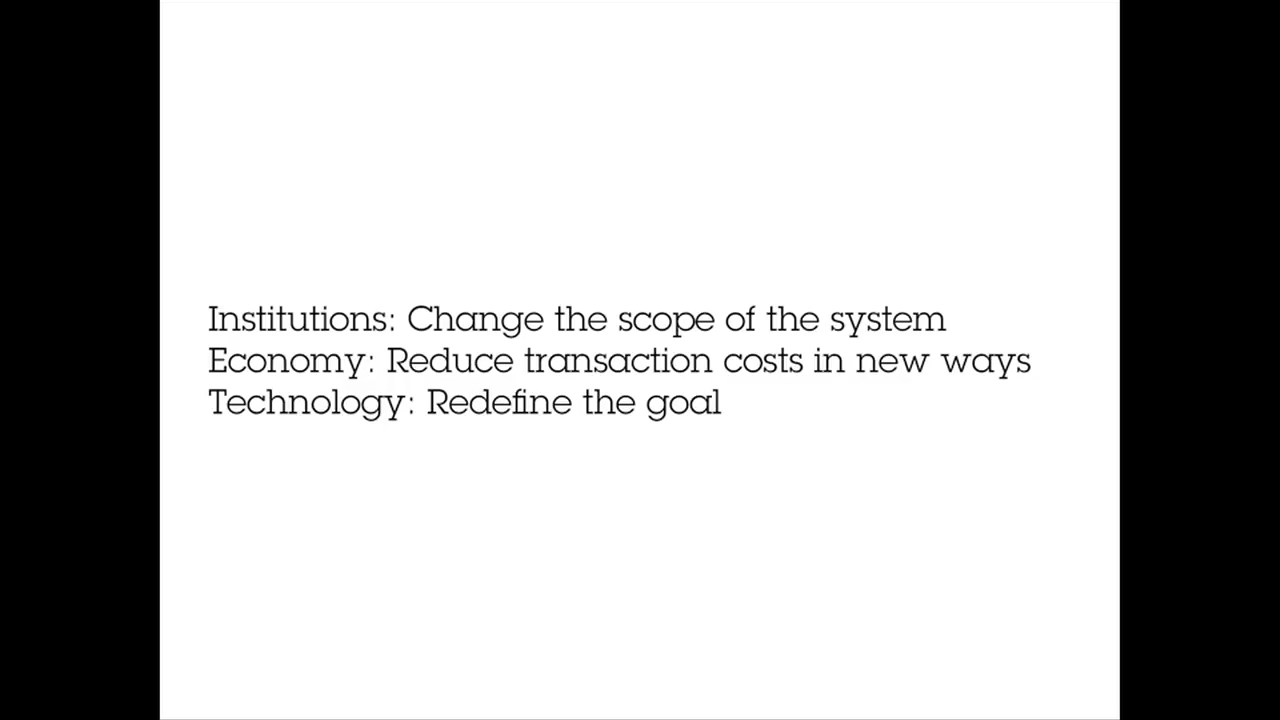 Institutions: Change the scope of the system
Economy: Reduce transaction costs in new ways
Technology: Redefine the goal